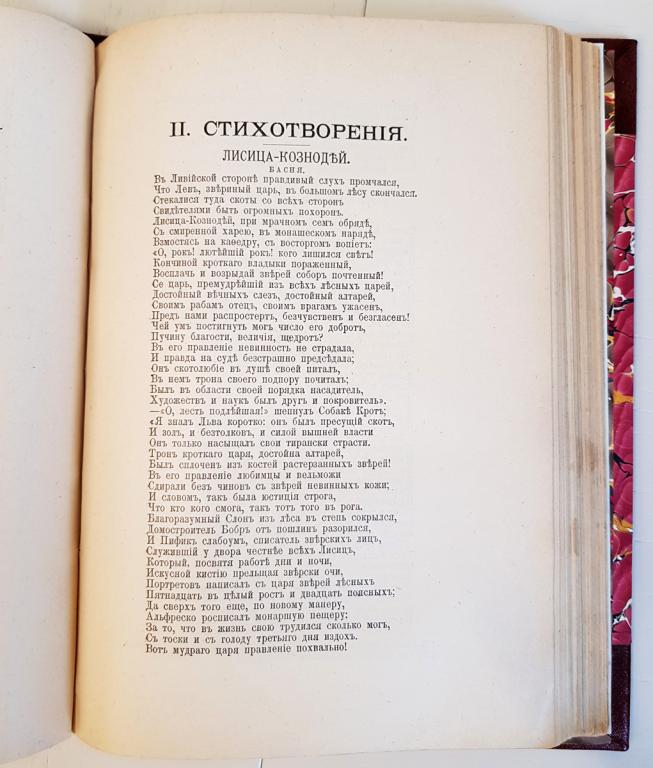 II. СТИХОТВОРЕНІЯ.
ЛИСИЦА-КОЗНОДѢЙ.
БАСНЯ.
Въ Ливійской сторонѣ правдивый слухъ промчался,
Что Левъ, звѣриный царь, въ большомъ лѣсу скончался.
Стекалися туда скоты со всѣхъ сторонъ
Свидѣтелями быть огромныхъ похоронъ.
Лисица-Кознодѣй, при мрачномъ семъ обрядѣ,
Съ смиренной харею, въ монашескомъ нарядѣ,
Взмостясь на каѳедру, съ восторгомъ вопіетъ:
«О, рокъ! лютѣйшій рокъ! кого лишился свѣтъ!
Кончиной кроткаго владыки пораженный,
Восплачь и возрыдай звѣрей соборъ почтенный!
Се царь, премудрѣйшій изъ всѣхъ лѣсныхъ царей,
Достойный вѣчныхъ слезъ, достойный алтарей,
Своимъ рабамъ отецъ, своимъ врагамъ ужасенъ,
Предъ нами распростертъ, безчувственъ и безгласенъ!
Чей умъ постигнуть могъ число его добротъ,
Пучину благости, величія, щедротъ?
Въ его правленіе невинность не страдала,
И правда на судѣ безстрашно предсѣдала;
Онъ скотолюбіе въ душѣ своей питалъ,
Въ немъ трона своего подпору почиталъ;
Былъ въ области своей порядка насадитель,
Художествъ и наукъ былъ другъ и покровитель».
—«О, лесть подлѣйшая!» шепнулъ Собакѣ Кротъ;
«Я зналъ Льва коротко: онъ былъ пресущій скотъ,
И золъ, и безтолковъ, и силой вышней власти
Онъ только насыщалъ свои тирански страсти.
Тронъ кроткаго царя, достойна алтарей,
Былъ сплоченъ изъ костей растерзанныхъ звѣрей!
Въ его правленіе любимцы и вельможи
Сдирали безъ чиновъ съ звѣрей невинныхъ кожи;
И словомъ, такъ была юстиція строга,
Что кто кого смога, такъ тотъ того въ рога.
Благоразумный Слонъ изъ лѣса въ степь сокрылся,
Домостроитель Бобръ отъ пошлинъ разорился,
И Пификъ слабоумъ, списатель звѣрскихъ лицъ,
Служившій у двора честнѣе всѣхъ Лисицъ,
Который, посвятя работѣ дни и ночи,
Искусной кистію прельщая звѣрски очи,
Портретовъ написалъ съ царя звѣрей лѣсныхъ
Пятнадцать въ цѣлый ростъ и двадцать поясныхъ;
Да сверхъ того еще, по новому манеру,
Альфреско росписалъ монаршую пещеру:
За то, что въ жизнь свою трудился сколько могъ,
Съ тоски и съ голоду третьяго дня издохъ.
Вотъ мудраго царя правленіе похвально!